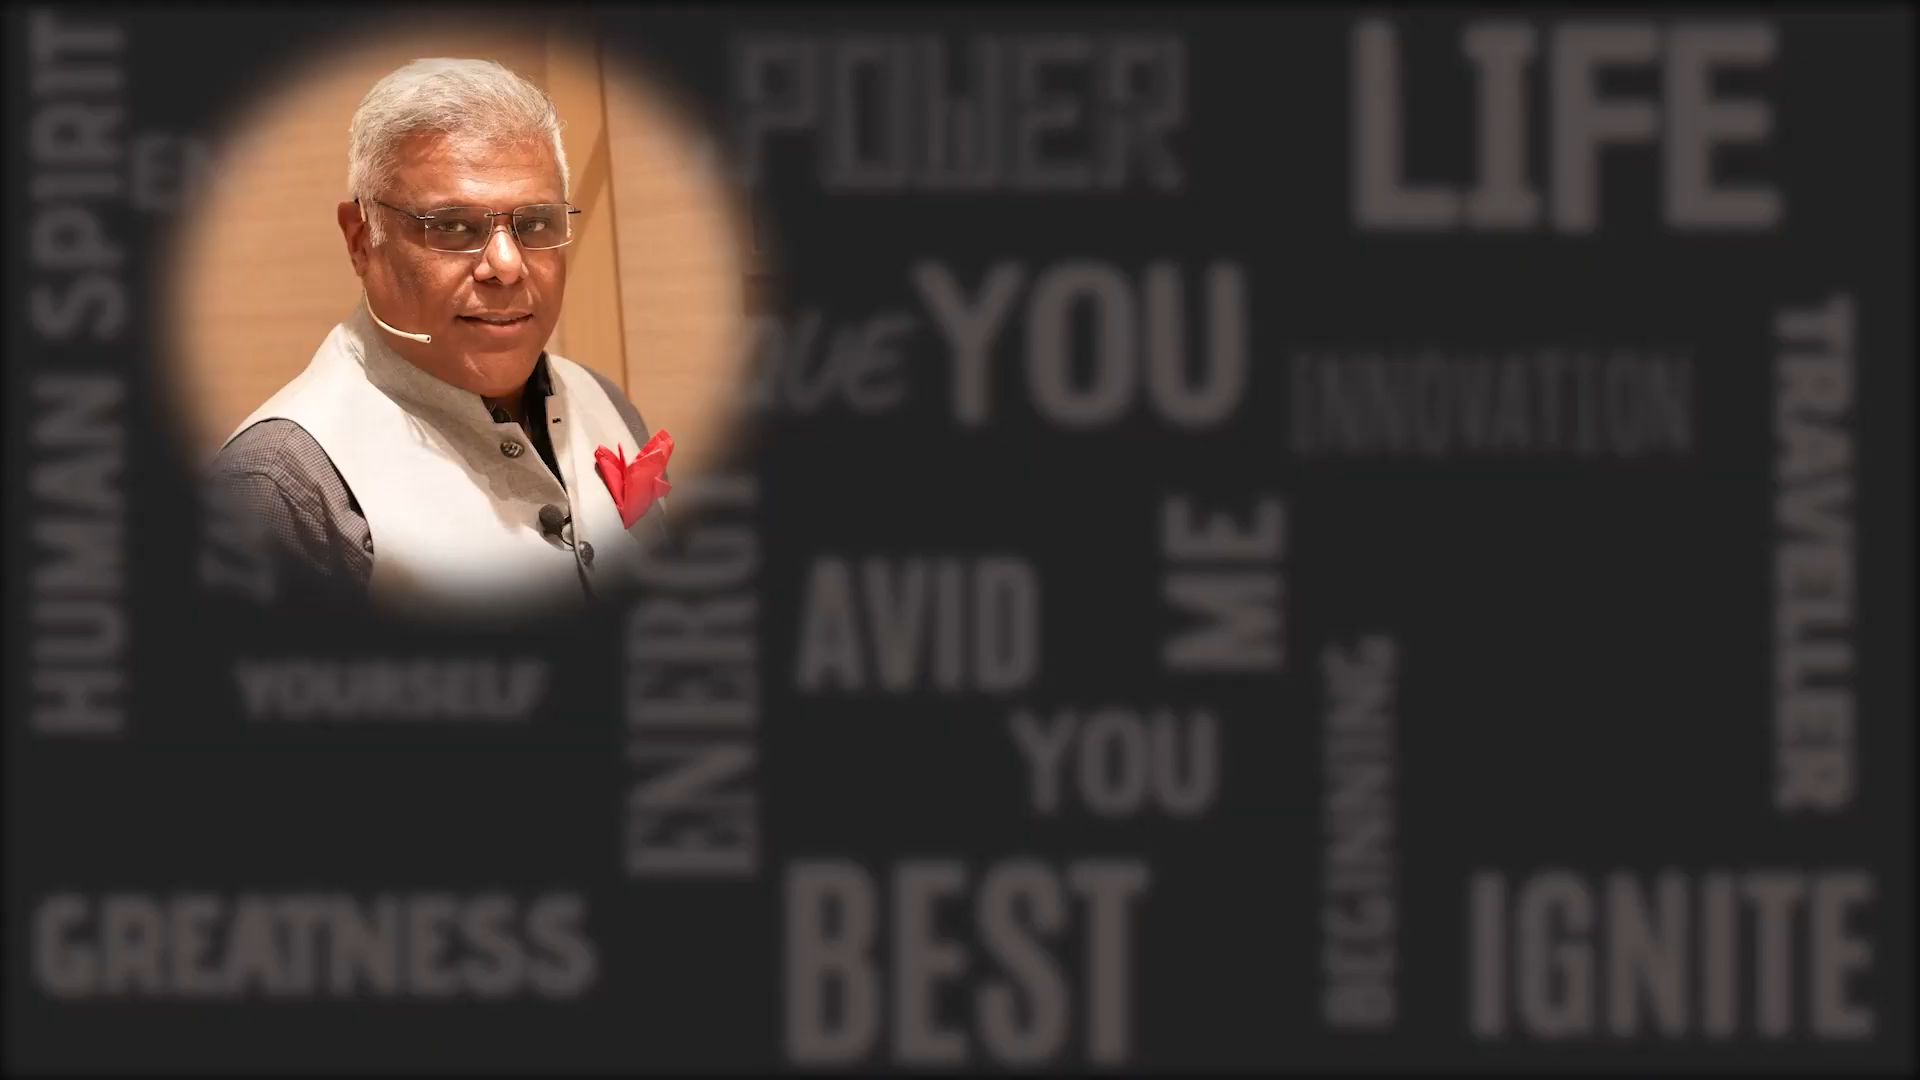 HUMAN SPIRIT
POWER
LIFE
YOU
INNOVATION
TRAVELLER
ME
ENERGY
AVID
YOURSELF
YOU
BEGINNING
GREATNESS
BEST
IGNITE